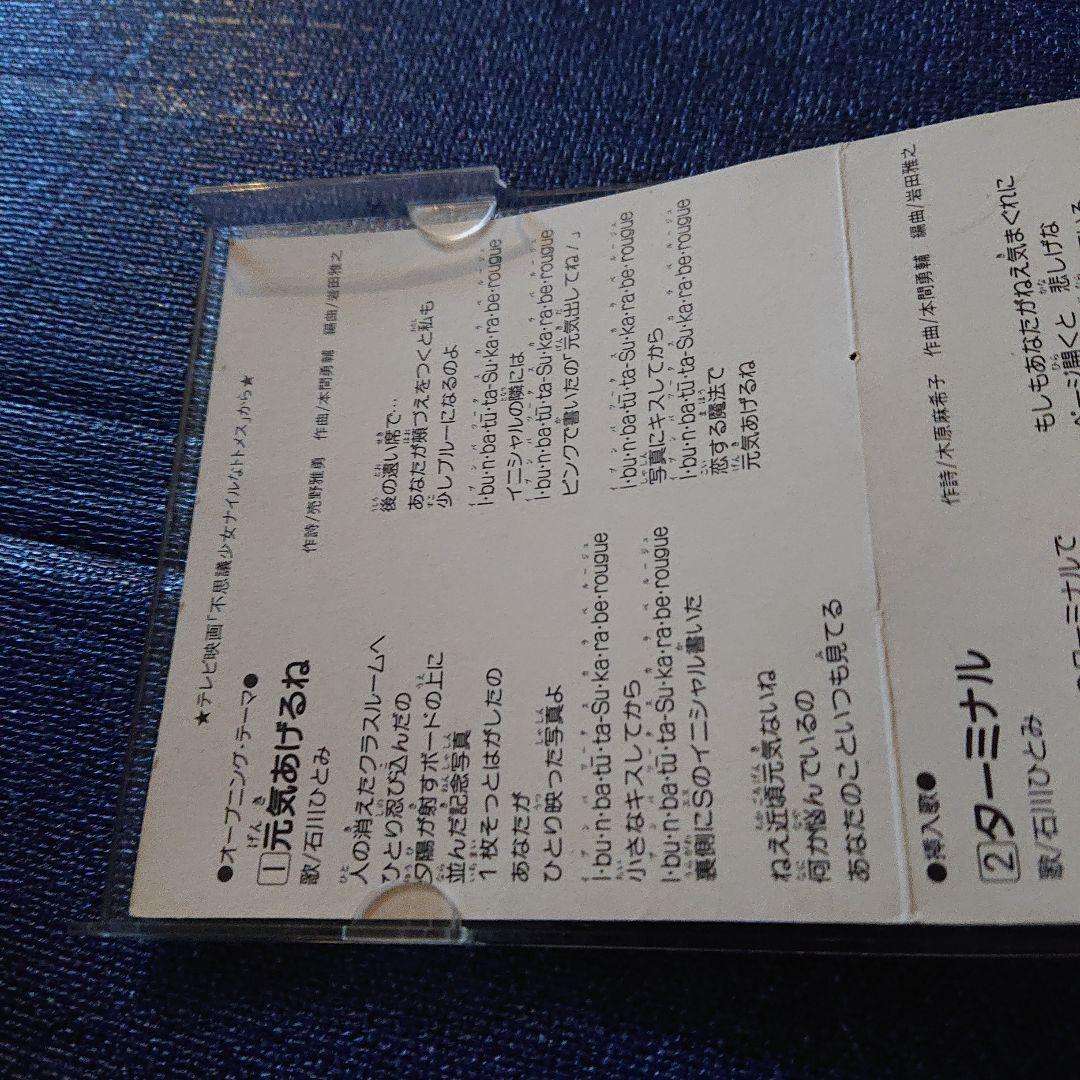 ★テレビ映画「不思議少女ナイルなトトメス」から★
●オープニング・テーマ●
1 元気あげるね
歌/石川ひとみ
作詩/売野雅勇 作曲/本間勇輔 編曲/岩田雅之
人の消えたクラスルームへ
ひとり忍び込んだの
夕陽が射すボードの上に
並んだ記念写真
1枚そっとはがしたの
あなたが
ひとり映った写真よ
I・bu・n・ba・tū・ta-Su・ka・ra・be・rougue
小さなキスしてから
I・bu・n・ba・tū・ta-Su・ka・ra・be・rougue
裏側にSのイニシャル書いた
ねえ近頃元気ないね
何か悩んでいるの
あなたのこといつも見てる
後の遠い席で…
あなたが頬づえをつくと私も
少しブルーになるのよ
I・bu・n・ba・tū・ta-Su・ka・ra・be・rougue
イニシャルの隣には
I・bu・n・ba・tū・ta-Su・ka・ra・be・rougue
ピンクで書いたの「元気出してね!」
I・bu・n・ba・tū・ta-Su・ka・ra・be・rougue
写真にキスしてから
I・bu・n・ba・tū・ta-Su・ka・ra・be・rougue
恋する魔法で
元気あげるね
●挿入歌●
2 ターミナル
歌/石川ひとみ
作詩/木原麻希子 作曲/本間勇輔 編曲/岩田雅之
ターミナルで
もしもあなたがねえ気まぐれに
ページ開くと 悲しげな